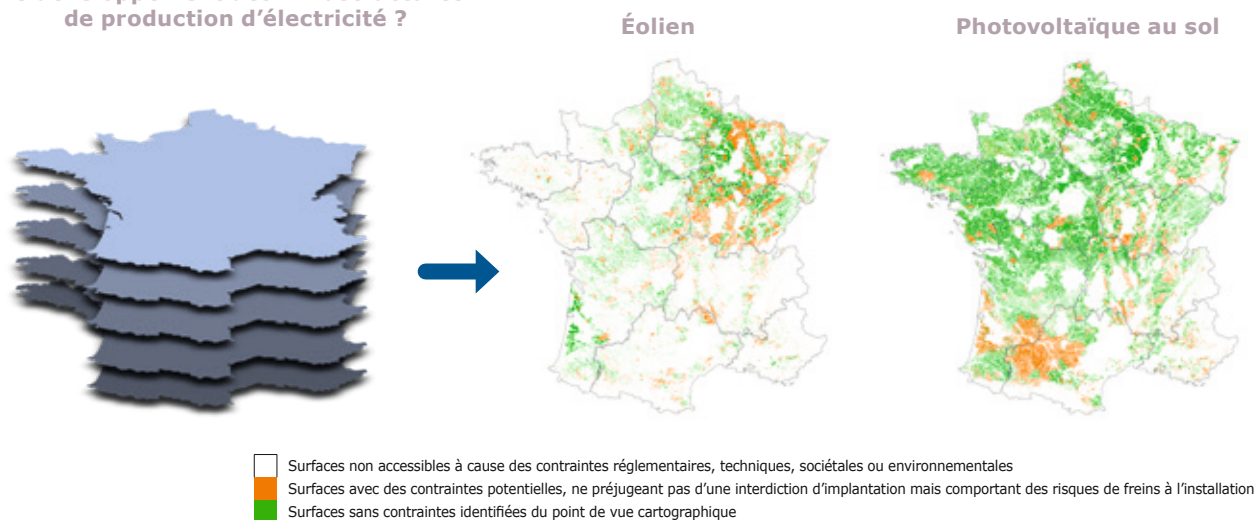 de production d’électricité ?
Éolien
Photovoltaïque au sol
Surfaces non accessibles à cause des contraintes réglementaires, techniques, sociétales ou environnementales
Surfaces avec des contraintes potentielles, ne préjugeant pas d’une interdiction d’implantation mais comportant des risques de freins à l’installation
Surfaces sans contraintes identifiées du point de vue cartographique